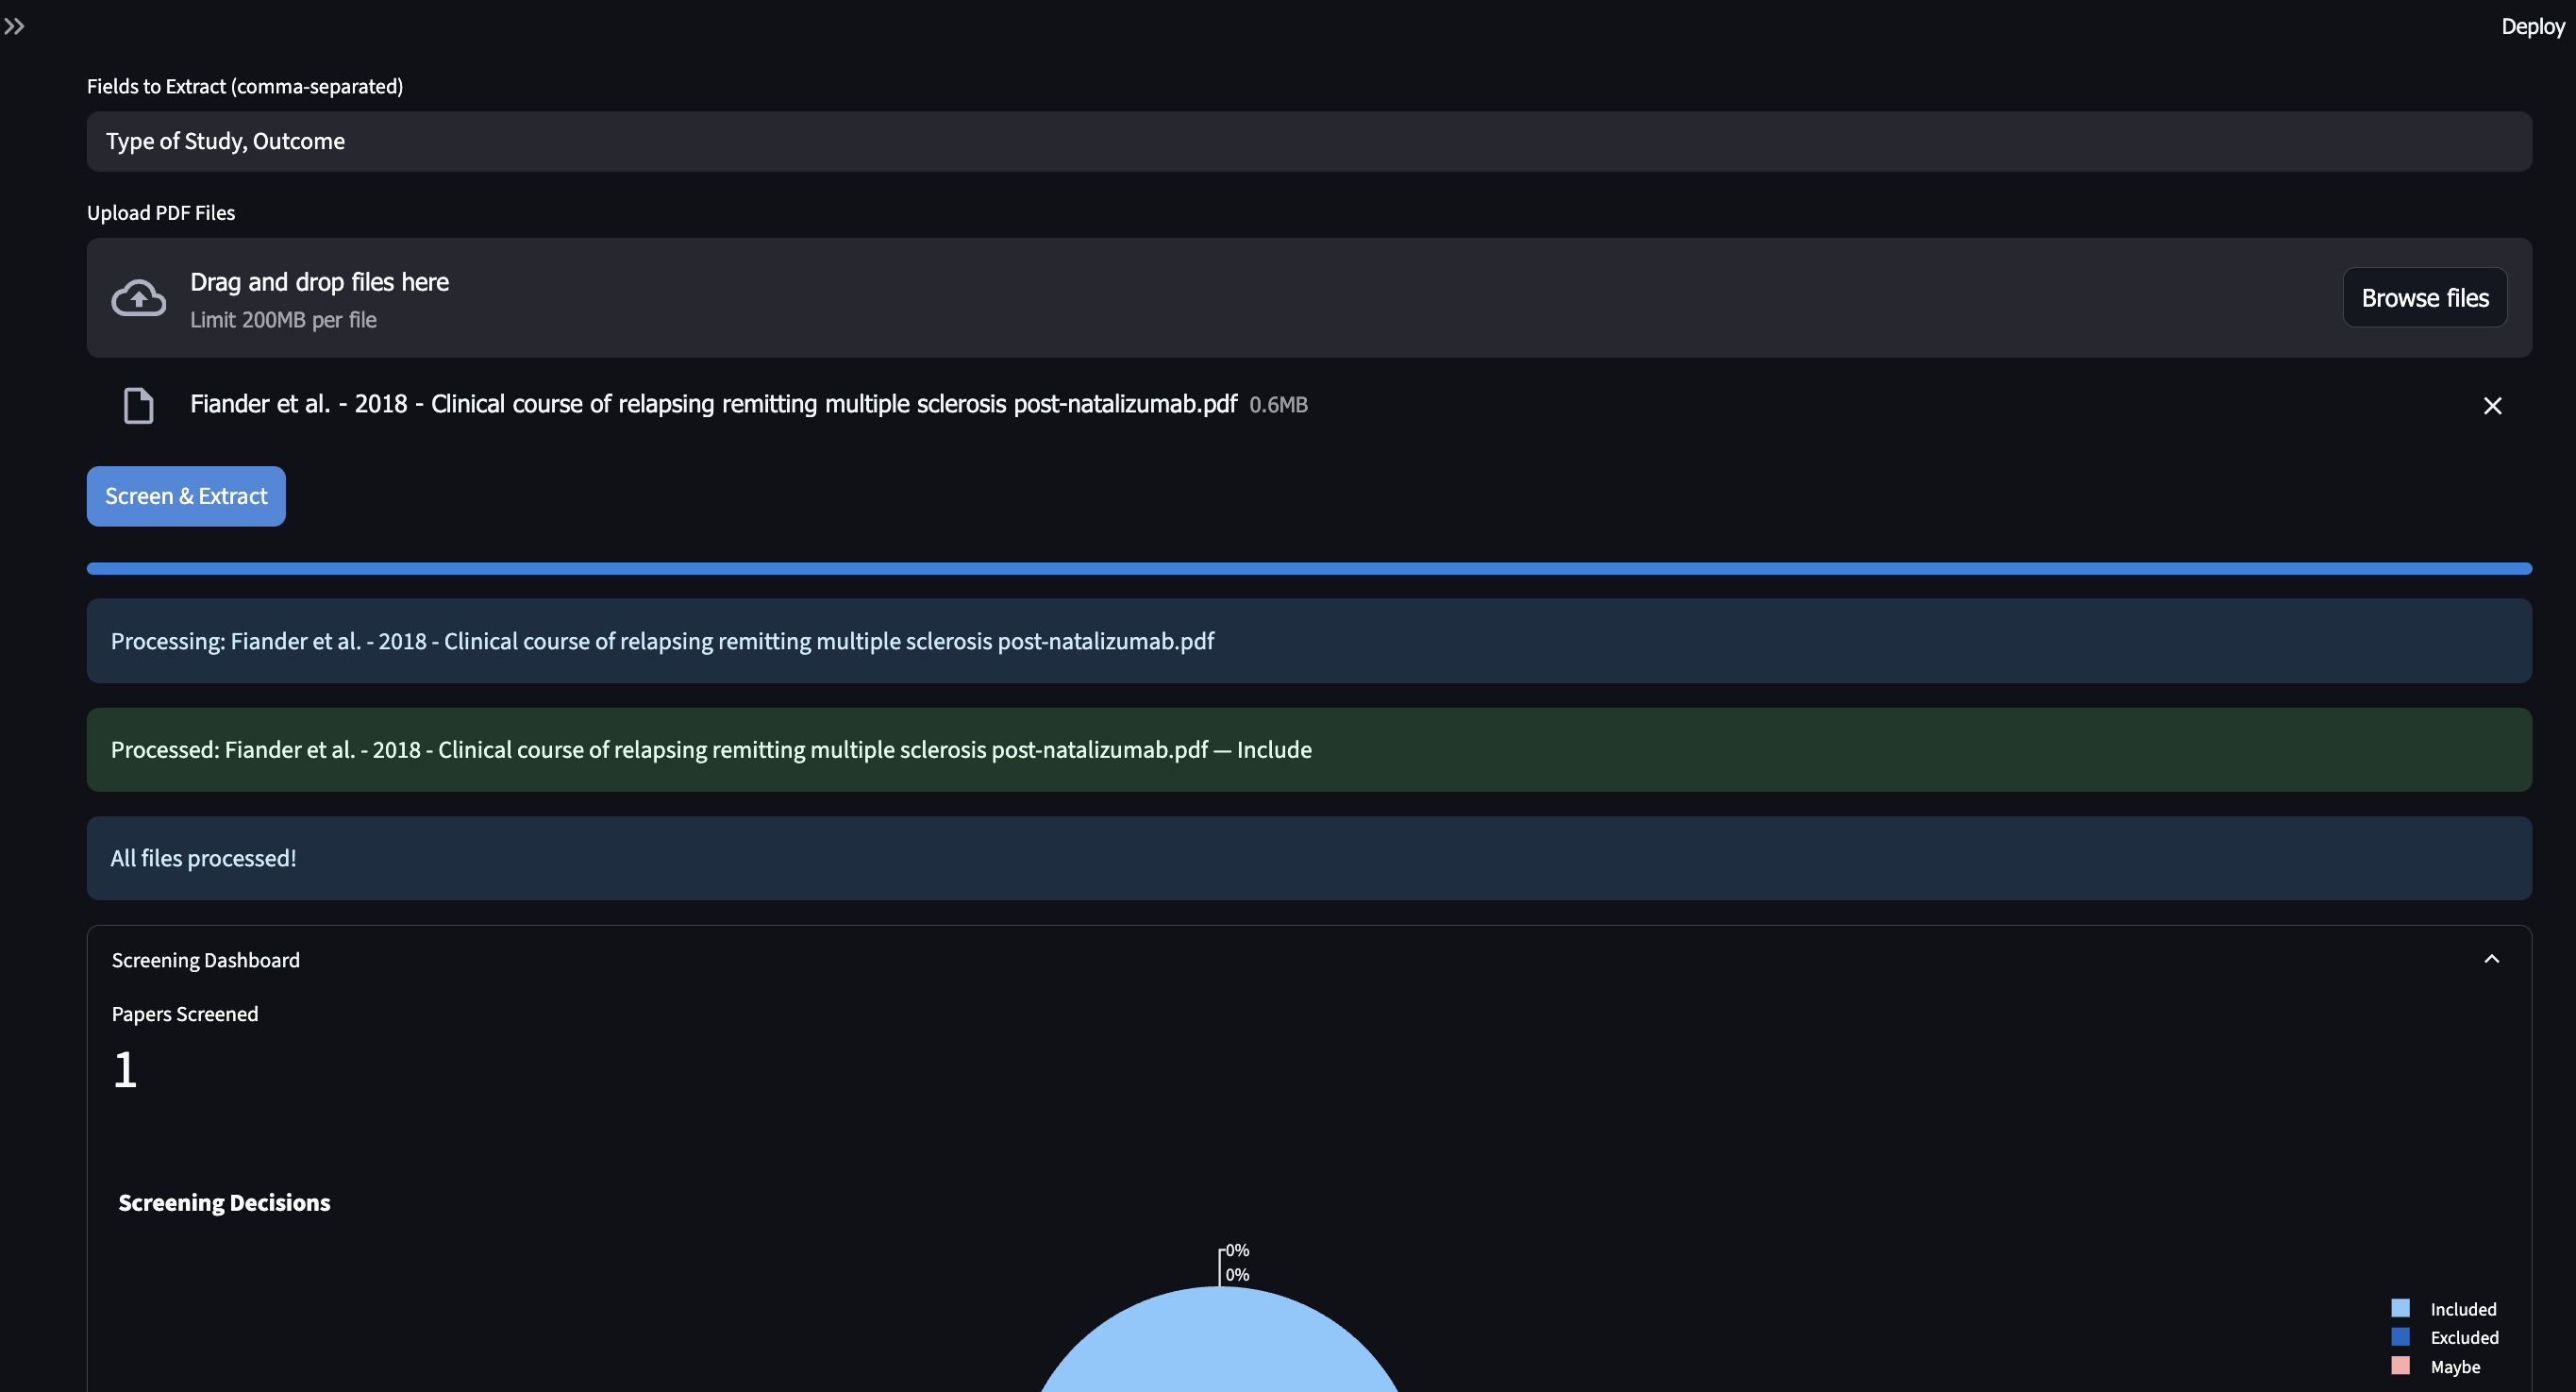 Deploy
Fields to Extract (comma-separated)
Type of Study, Outcome
Upload PDF Files
Drag and drop files here
Limit 200MB per file
Browse files
Fiander et al. - 2018 - Clinical course of relapsing remitting multiple sclerosis post-natalizumab.pdf 0.6MB
Screen & Extract
Processing: Fiander et al. - 2018 - Clinical course of relapsing remitting multiple sclerosis post-natalizumab.pdf
Processed: Fiander et al. - 2018 - Clinical course of relapsing remitting multiple sclerosis post-natalizumab.pdf — Include
All files processed!
Screening Dashboard
Papers Screened
1
Screening Decisions
0%
0%
Included
Excluded
Maybe